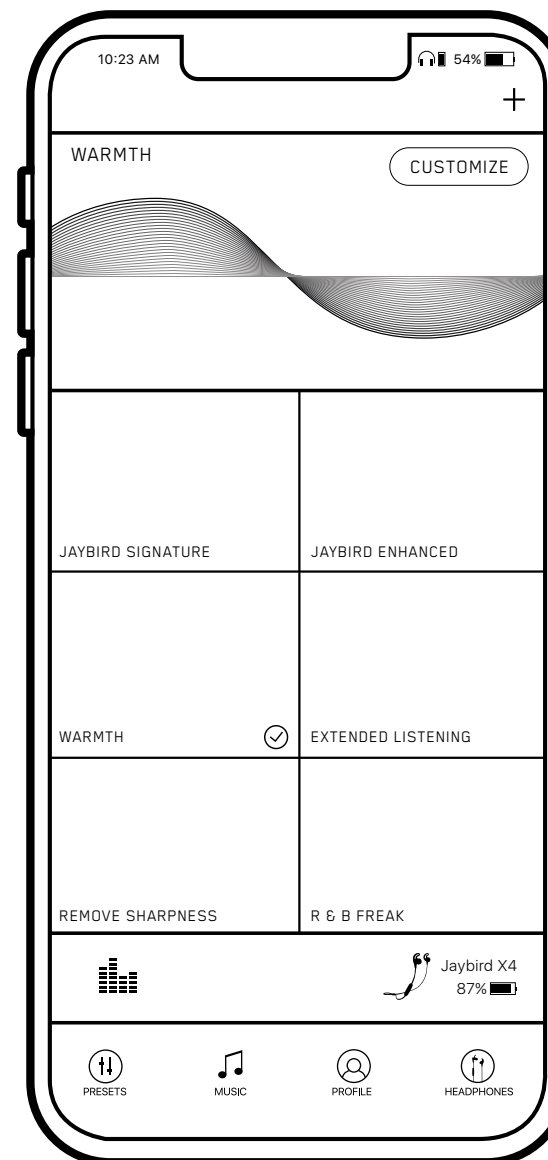 10:23 AM 54%
+
WARMTH
CUSTOMIZE
JAYBIRD SIGNATURE
JAYBIRD ENHANCED
WARMTH
EXTENDED LISTENING
REMOVE SHARPNESS
R & B FREAK
Jaybird X4
87%
PRESETS
MUSIC
PROFILE
HEADPHONES